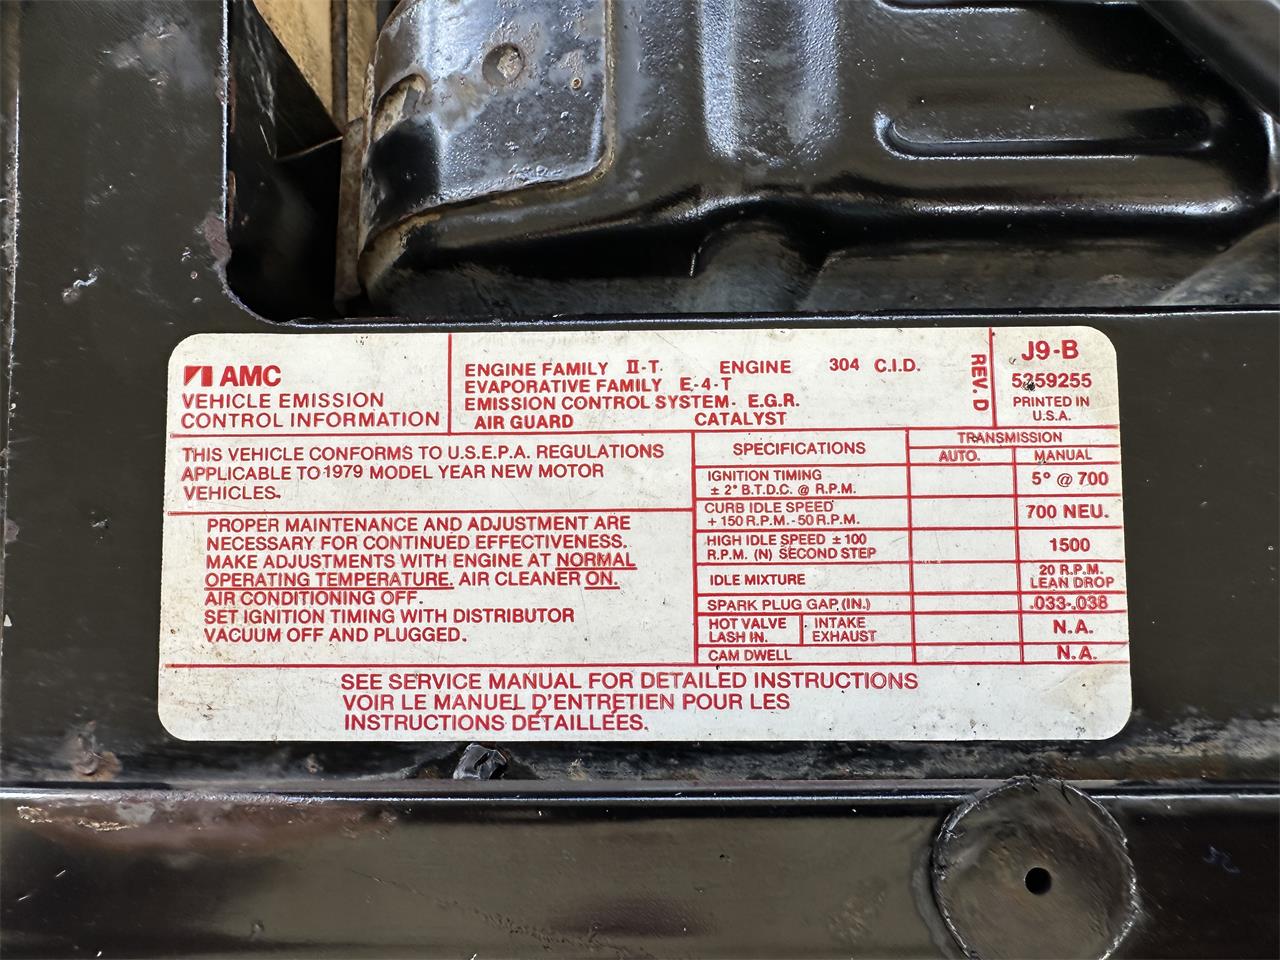 AMC
VEHICLE EMISSION
CONTROL INFORMATION
ENGINE FAMILY II-T. ENGINE 304 C.I.D.
EVAPORATIVE FAMILY E-4-T
EMISSION CONTROL SYSTEM- E.G.R.
AIR GUARD CATALYST
REV. D
J9-B
5259255
PRINTED IN
U.S.A.
THIS VEHICLE CONFORMS TO U.S.E.P.A. REGULATIONS
APPLICABLE TO 1979 MODEL YEAR NEW MOTOR
VEHICLES.
PROPER MAINTENANCE AND ADJUSTMENT ARE
NECESSARY FOR CONTINUED EFFECTIVENESS.
MAKE ADJUSTMENTS WITH ENGINE AT NORMAL
OPERATING TEMPERATURE. AIR CLEANER ON.
AIR CONDITIONING OFF.
SET IGNITION TIMING WITH DISTRIBUTOR
VACUUM OFF AND PLUGGED.
SPECIFICATIONS
TRANSMISSION
AUTO. MANUAL
IGNITION TIMING
± 2° B.T.D.C. @ R.P.M.
5° @ 700
CURB IDLE SPEED
+ 150 R.P.M. - 50 R.P.M.
700 NEU.
HIGH IDLE SPEED ± 100
R.P.M. (N) SECOND STEP
1500
IDLE MIXTURE
20 R.P.M.
LEAN DROP
SPARK PLUG GAP (IN.) .033-.038
HOT VALVE INTAKE
LASH IN. EXHAUST
N.A.
CAM DWELL N.A.
SEE SERVICE MANUAL FOR DETAILED INSTRUCTIONS
VOIR LE MANUEL D'ENTRETIEN POUR LES
INSTRUCTIONS DÉTAILLÉES.